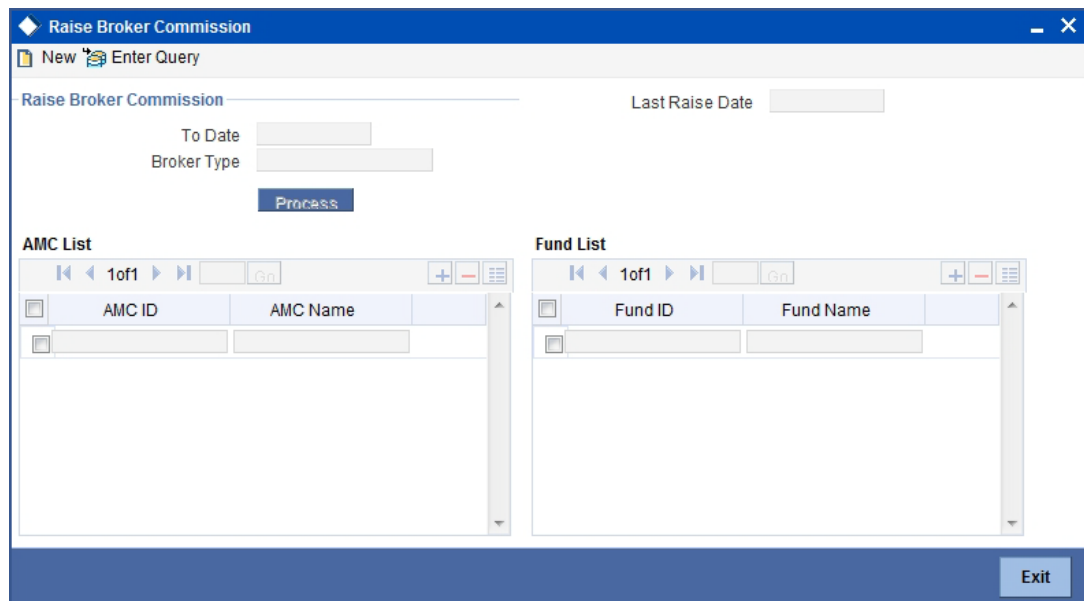 Raise Broker Commission
New Enter Query
Raise Broker Commission
Last Raise Date
To Date
Broker Type
Process
AMC List
1of1 Go
AMC ID AMC Name
Fund List
1of1 Go
Fund ID Fund Name
Exit